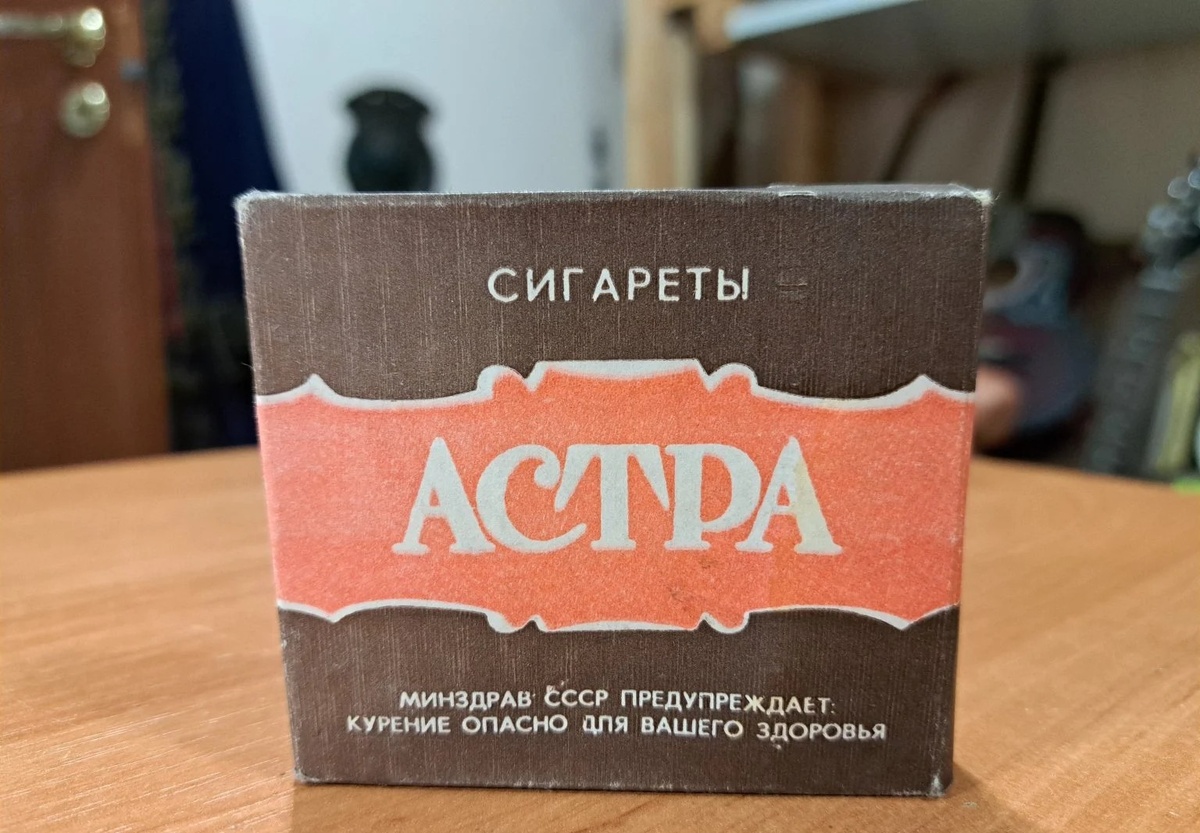 СИГАРЕТЫ
АСТРА
МИНЗДРАВ СССР ПРЕДУПРЕЖДАЕТ:
КУРЕНИЕ ОПАСНО ДЛЯ ВАШЕГО ЗДОРОВЬЯ